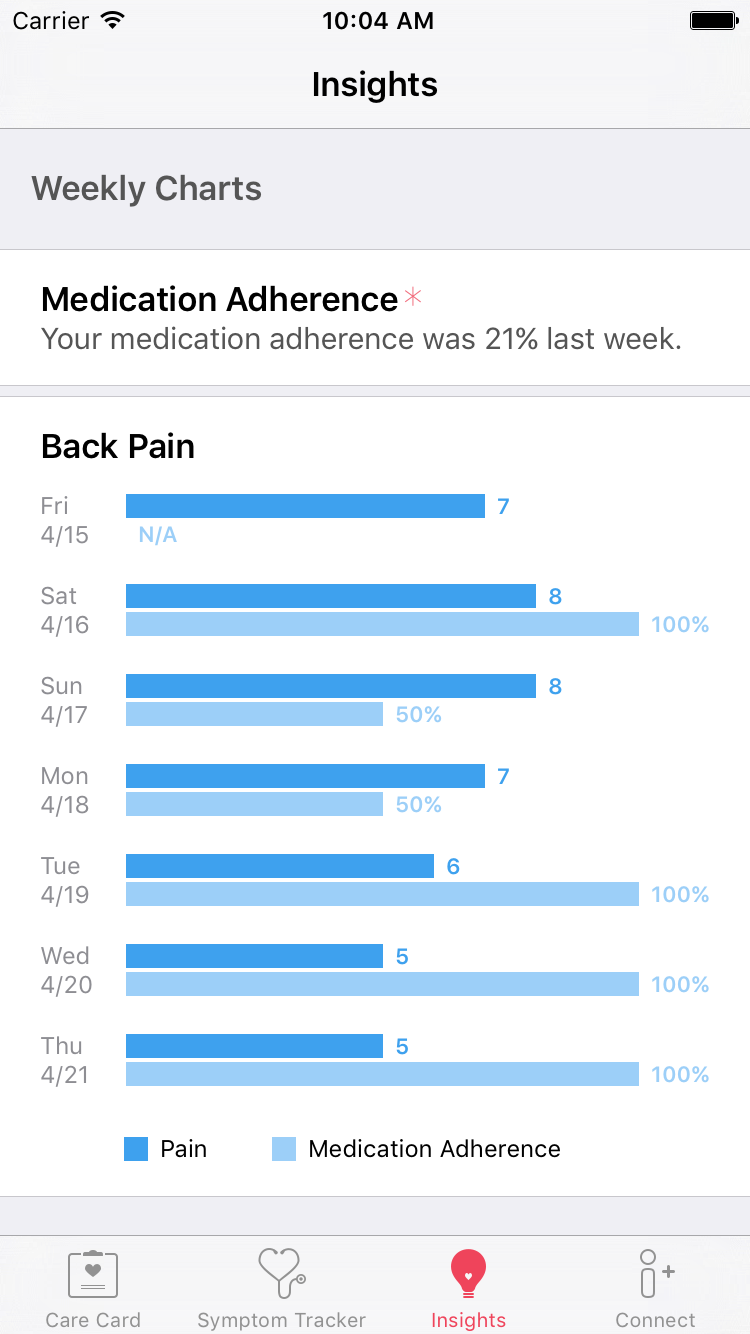 Carrier 10:04 AM
Insights
Weekly Charts
Medication Adherence*
Your medication adherence was 21% last week.
Back Pain
Fri 7
4/15 N/A
Sat 8
4/16 100%
Sun 8
4/17 50%
Mon 7
4/18 50%
Tue 6
4/19 100%
Wed 5
4/20 100%
Thu 5
4/21 100%
Pain Medication Adherence
Care Card Symptom Tracker Insights Connect